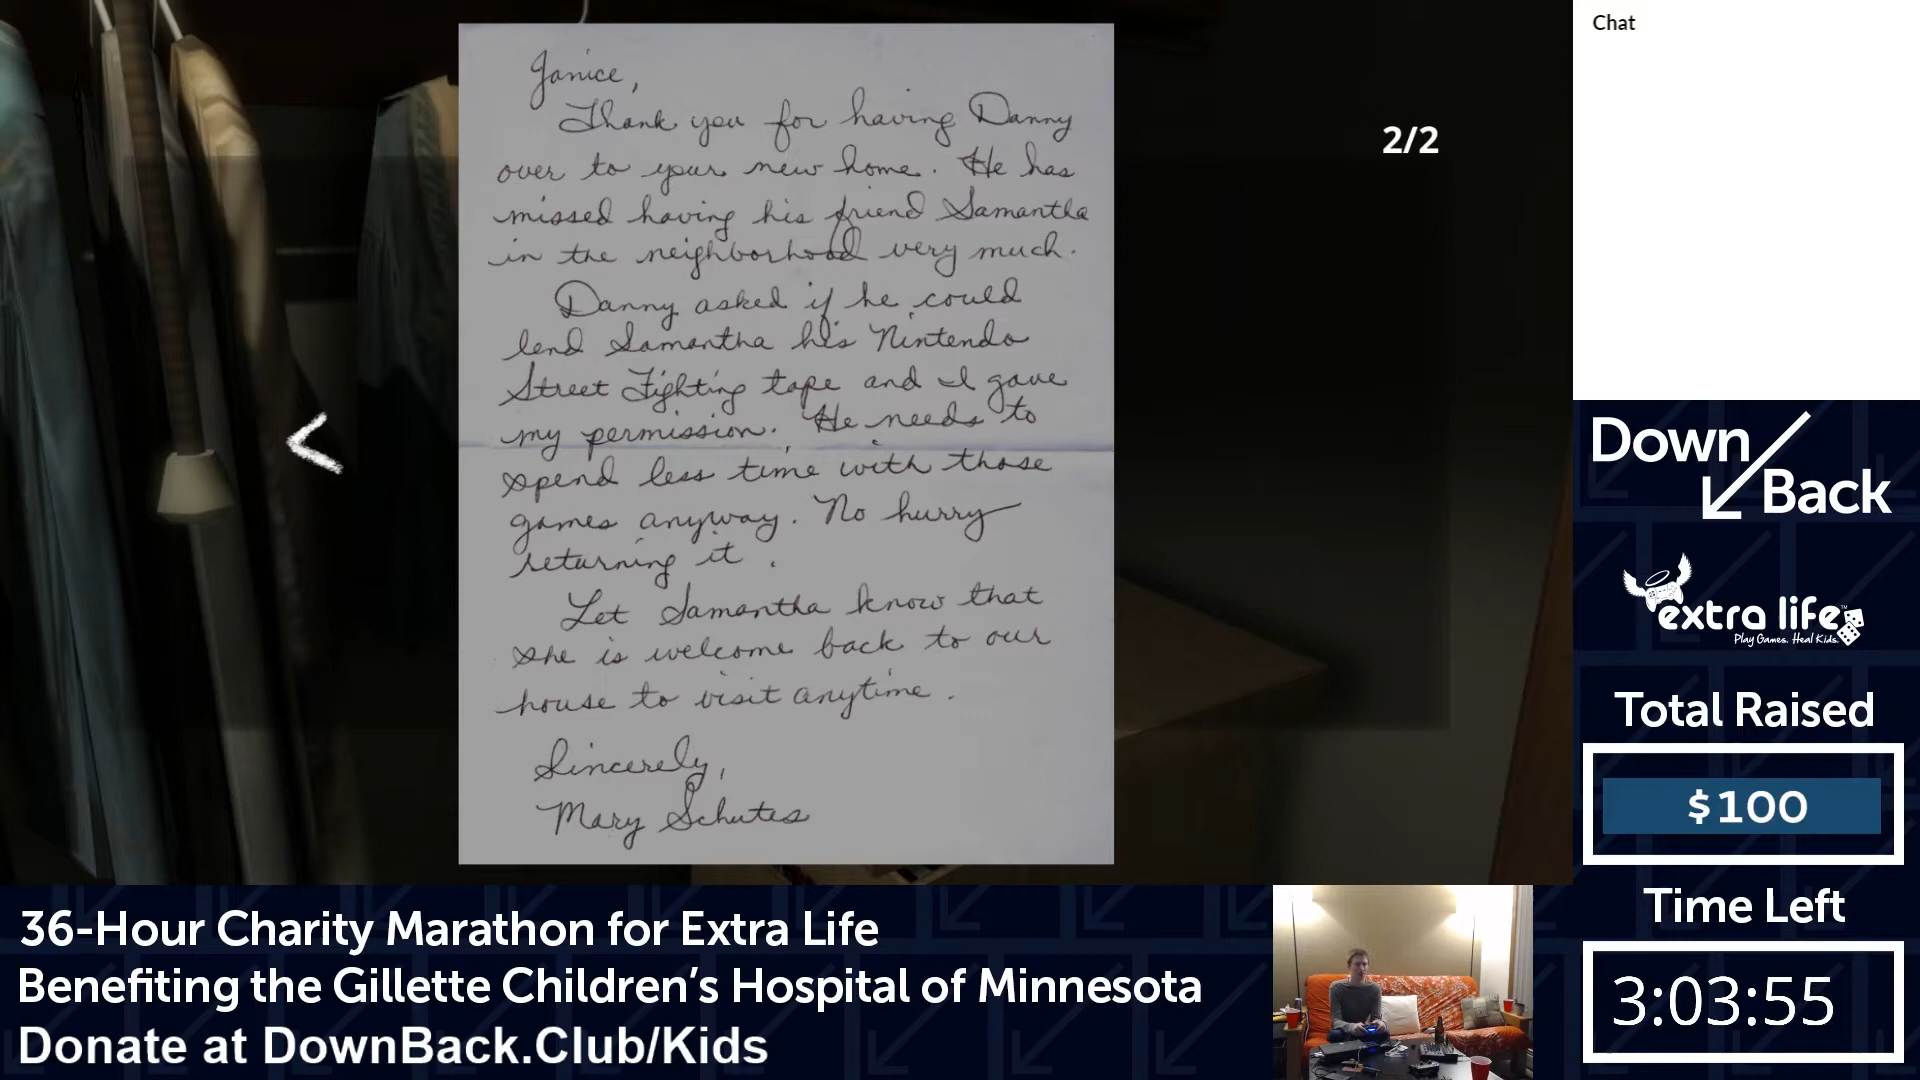 Janice,
Thank you for having Danny
over to your new home. He has
missed having his friend Samantha
in the neighborhood very much.
Danny asked if he could
lend Samantha his Nintendo
Street Fighting tape and I gave
my permission. He needs to
spend less time with those
games anyway. No hurry
returning it.
Let Samantha know that
she is welcome back to our
house to visit anytime.
Sincerely,
Mary Schutes
2/2
<
Chat
Down
Back
extra life
Play Games. Heal Kids.
Total Raised
$100
Time Left
3:03:55
36-Hour Charity Marathon for Extra Life
Benefiting the Gillette Children's Hospital of Minnesota
Donate at DownBack.Club/Kids